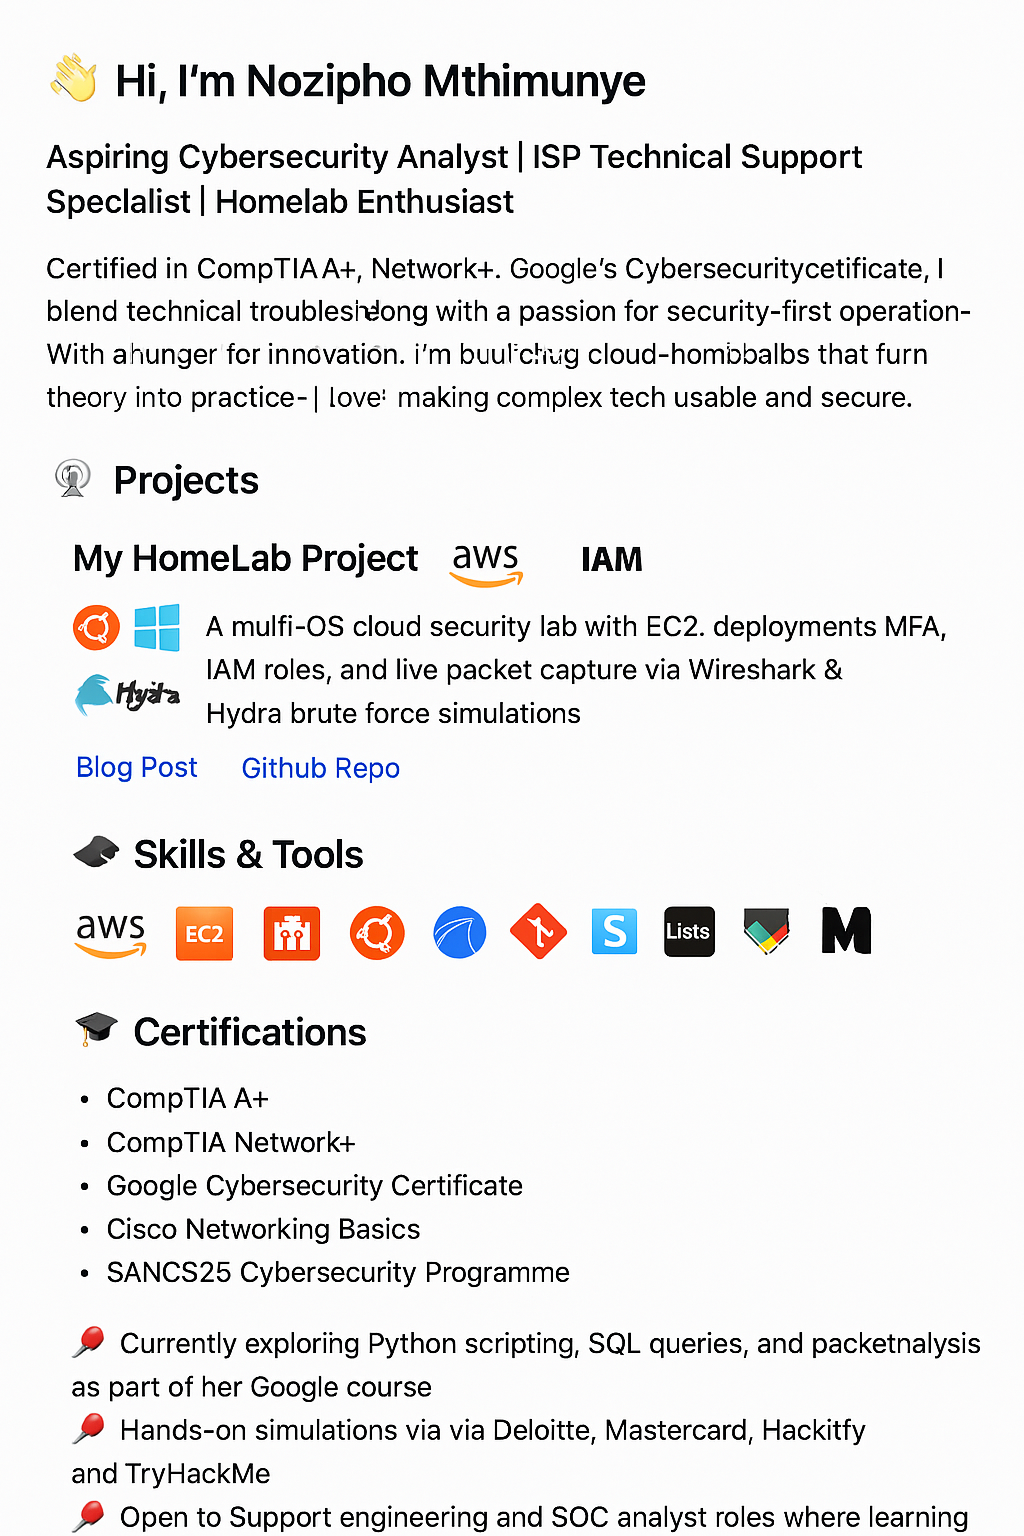 Hi, I'm Nozipho Mthimunye
Aspiring Cybersecurity Analyst | ISP Technical Support
Speclalist | Homelab Enthusiast
Certified in CompTIA A+, Network+. Google's Cybersecuritycetificate, I
blend technical with a passion for security-first operation-
With a hunger for innovation. i'm cloud- that furn
theory into practice- | love making complex tech usable and secure.
Projects
My HomeLab Project aws IAM
A mulfi-OS cloud security lab with EC2. deployments MFA,
IAM roles, and live packet capture via Wireshark &
Hydra Hydra brute force simulations
Blog Post Github Repo
Skills & Tools
aws EC2 S Lists M
Certifications
• CompTIA A+
• CompTIA Network+
• Google Cybersecurity Certificate
• Cisco Networking Basics
• SANCS25 Cybersecurity Programme
Currently exploring Python scripting, SQL queries, and packetnalysis
as part of her Google course
Hands-on simulations via via Deloitte, Mastercard, Hackitfy
and TryHackMe
Open to Support engineering and SOC analyst roles where learning